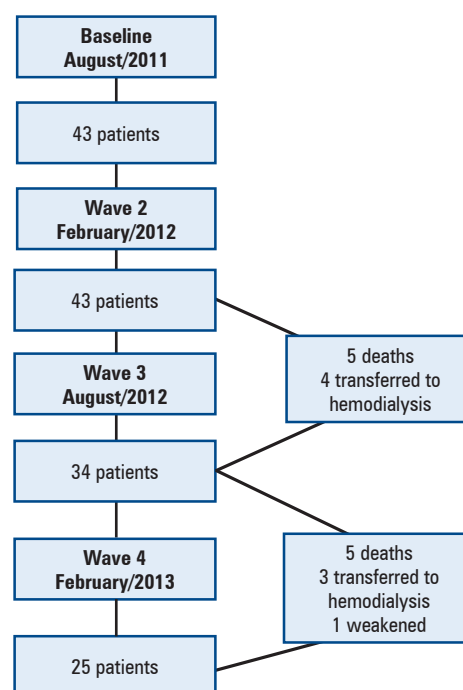 Baseline
August/2011
43 patients
Wave 2
February/2012
43 patients
5 deaths
4 transferred to
hemodialysis
Wave 3
August/2012
34 patients
5 deaths
3 transferred to
hemodialysis
1 weakened
Wave 4
February/2013
25 patients